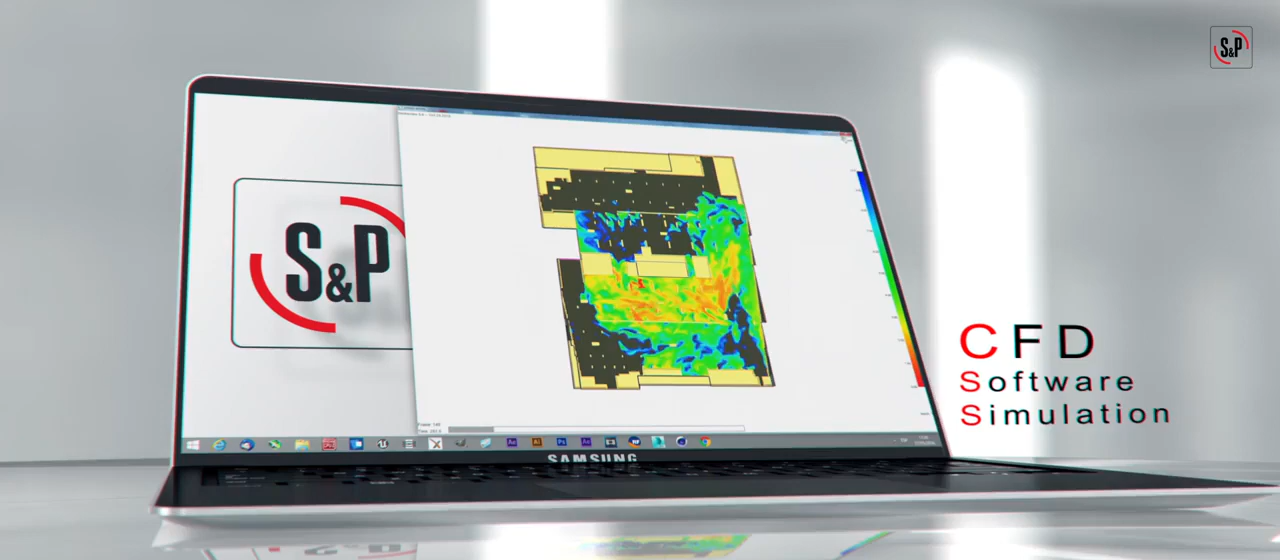 S&P
S&P
CFD
Software
Simulation
SAMSUNG